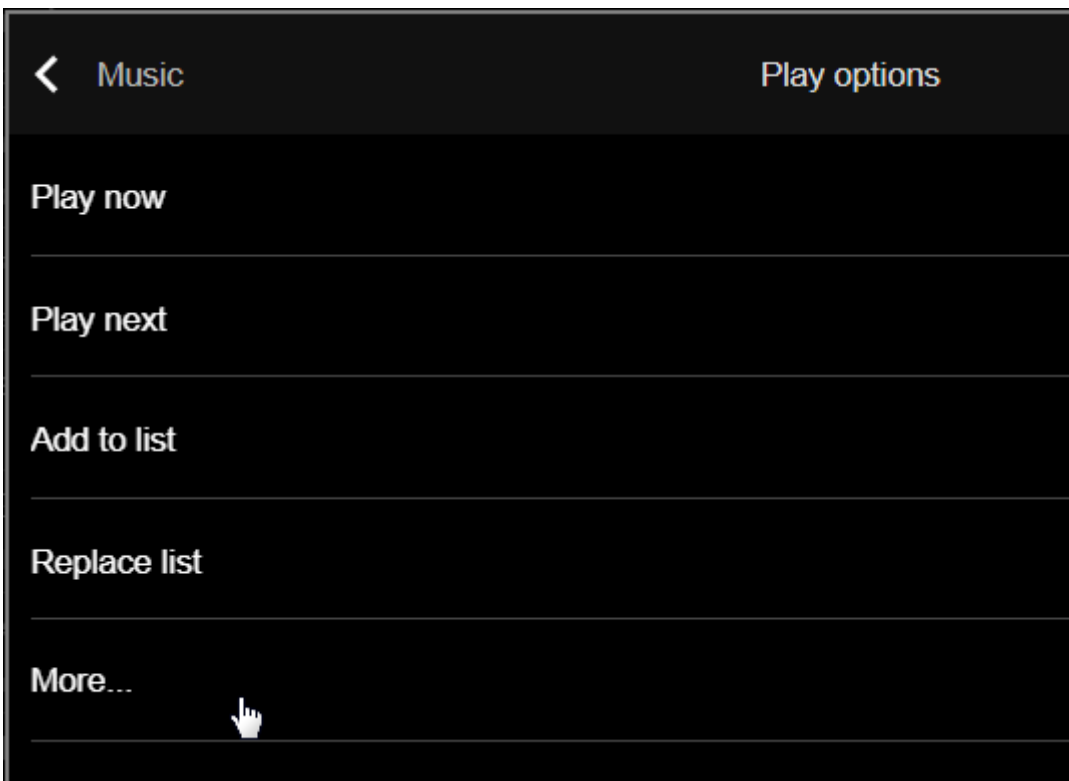 Music
Play options
Play now
Play next
Add to list
Replace list
More...